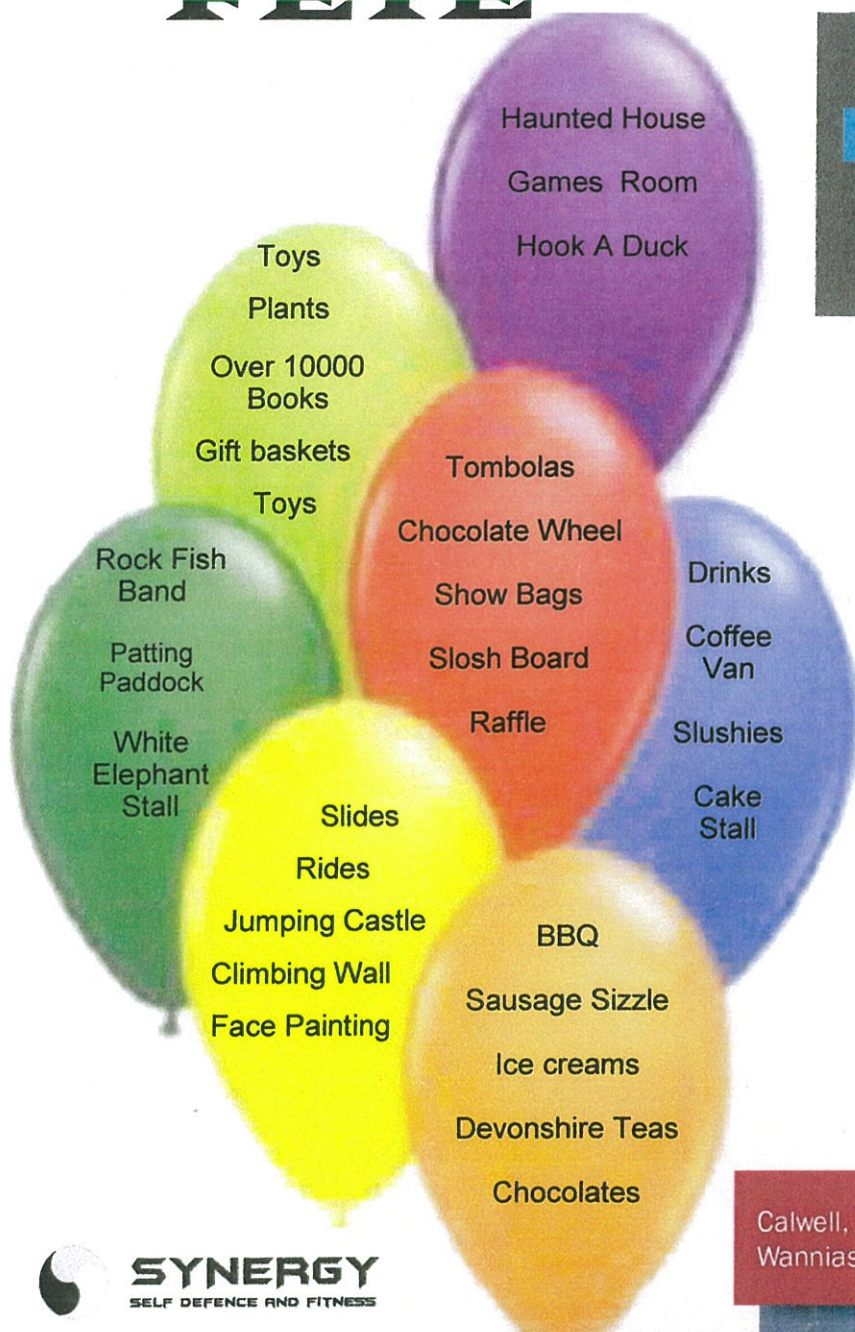 FETE
Haunted House
Games Room
Hook A Duck
Toys
Plants
Over 10000
Books
Gift baskets
Toys
Tombolas
Chocolate Wheel
Show Bags
Slosh Board
Raffle
Rock Fish
Band
Patting
Paddock
White
Elephant
Stall
Drinks
Coffee
Van
Slushies
Cake
Stall
Slides
Rides
Jumping Castle
Climbing Wall
Face Painting
BBQ
Sausage Sizzle
Ice creams
Devonshire Teas
Chocolates
SYNERGY
SELF DEFENCE AND FITNESS
Calwell,
Wannias